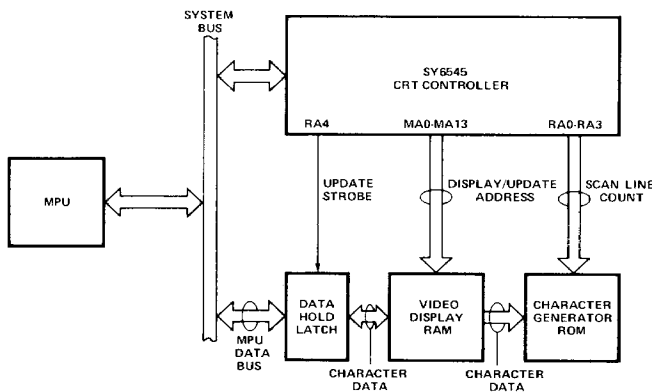 SYSTEM
BUS
SY6545
CRT CONTROLLER
RA4
MA0-MA13
RA0-RA3
MPU
UPDATE
STROBE
DISPLAY/UPDATE
ADDRESS
SCAN LINE
COUNT
DATA
HOLD
LATCH
VIDEO
DISPLAY
RAM
CHARACTER
GENERATOR
ROM
MPU
DATA
BUS
CHARACTER
DATA
CHARACTER
DATA